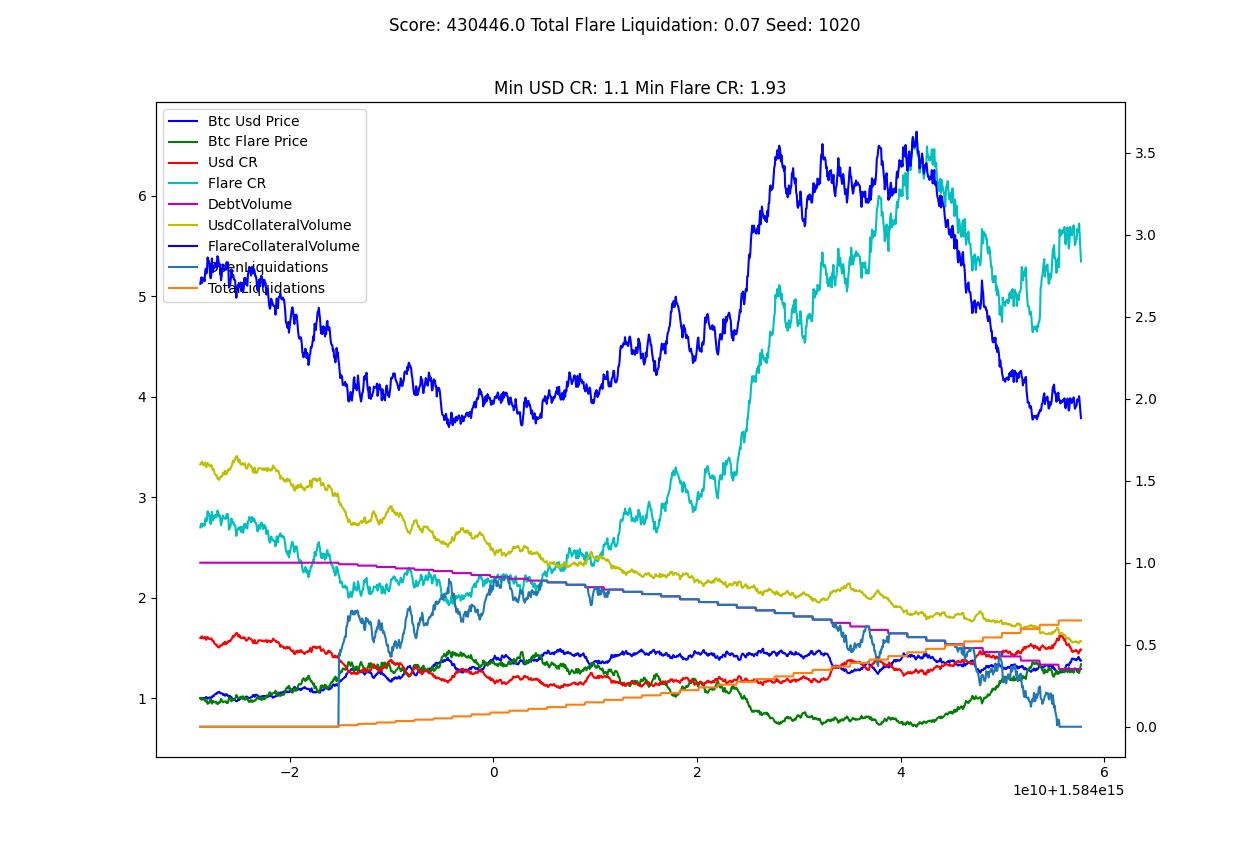 Score: 430446.0 Total Flare Liquidation: 0.07 Seed: 1020
Min USD CR: 1.1 Min Flare CR: 1.93
Btc Usd Price
Btc Flare Price
Usd CR
Flare CR
DebtVolume
UsdCollateralVolume
FlareCollateralVolume
OpenLiquidations
TotalLiquidations
6
5
4
3
2
1
3.5
3.0
2.5
2.0
1.5
1.0
0.5
0.0
−2
0
2
4
6
1e10+1.584e15